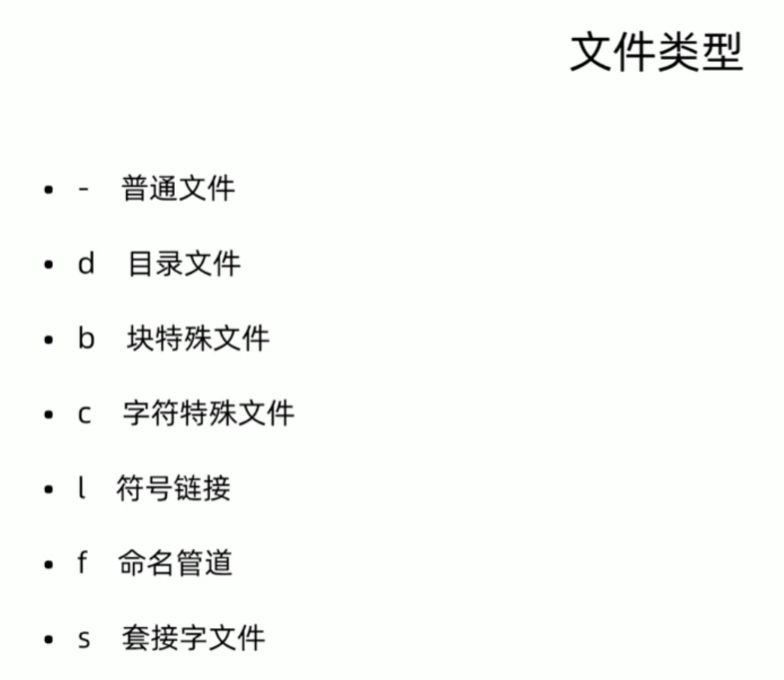 文件类型
• - 普通文件
• d 目录文件
• b 块特殊文件
• c 字符特殊文件
• l 符号链接
• f 命名管道
• s 套接字文件